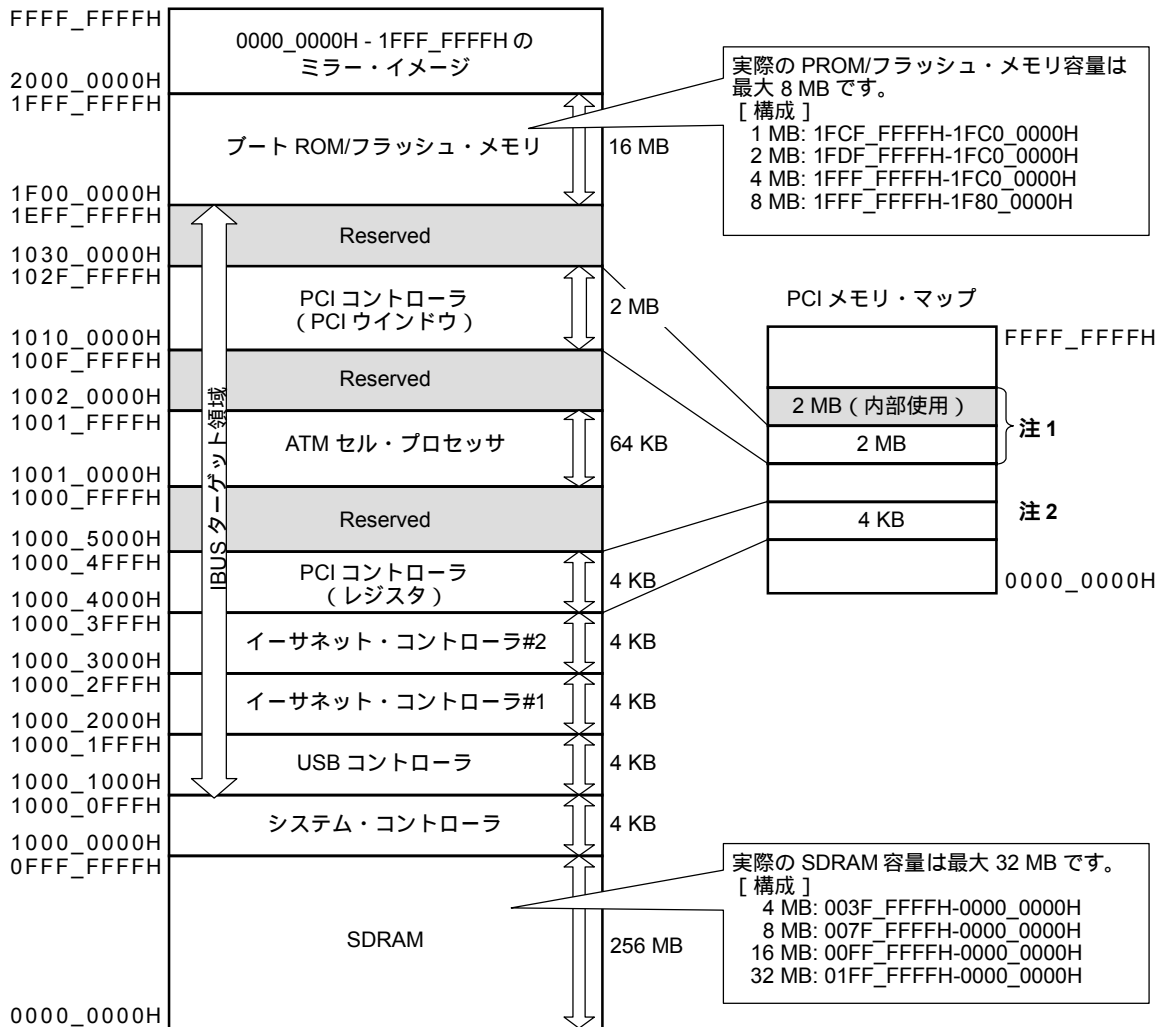 FFFF_FFFFH
0000_0000H - 1FFF_FFFFH の
ミラー・イメージ
2000_0000H
1FFF_FFFFH
ブート ROM/フラッシュ・メモリ
16 MB
1F00_0000H
1EFF_FFFFH
Reserved
1030_0000H
102F_FFFFH
PCI コントローラ
（PCI ウインドウ）
2 MB
1010_0000H
100F_FFFFH
Reserved
1002_0000H
1001_FFFFH
ATM セル・プロセッサ
64 KB
1001_0000H
1000_FFFFH
Reserved
1000_5000H
1000_4FFFH
PCI コントローラ
（レジスタ）
4 KB
1000_4000H
1000_3FFFH
イーサネット・コントローラ#2
4 KB
1000_3000H
1000_2FFFH
イーサネット・コントローラ#1
4 KB
1000_2000H
1000_1FFFH
USB コントローラ
4 KB
1000_1000H
1000_0FFFH
システム・コントローラ
4 KB
1000_0000H
0FFF_FFFFH
SDRAM
256 MB
0000_0000H
IBUS ターゲット領域
実際の PROM/フラッシュ・メモリ容量は
最大 8 MB です。
［構成］
1 MB: 1FCF_FFFFH-1FC0_0000H
2 MB: 1FDF_FFFFH-1FC0_0000H
4 MB: 1FFF_FFFFH-1FC0_0000H
8 MB: 1FFF_FFFFH-1F80_0000H
PCI メモリ・マップ
FFFF_FFFFH
2 MB（内部使用）
2 MB
注 1
4 KB
注 2
0000_0000H
実際の SDRAM 容量は最大 32 MB です。
［構成］
4 MB: 003F_FFFFH-0000_0000H
8 MB: 007F_FFFFH-0000_0000H
16 MB: 00FF_FFFFH-0000_0000H
32 MB: 01FF_FFFFH-0000_0000H